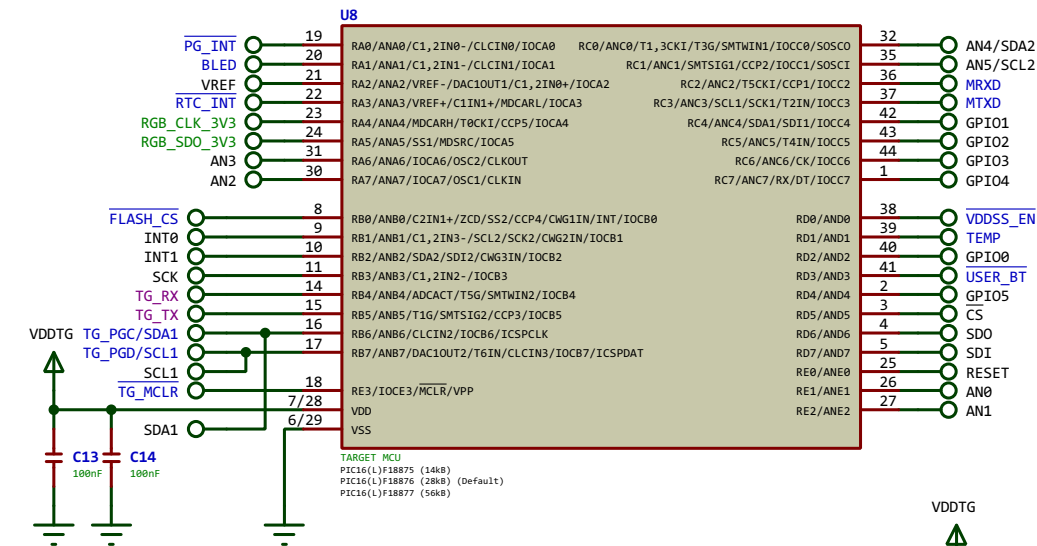 U8
PG_INT 19 RA0/ANA0/C1,2IN0-/CLCIN0/IOCA0 RC0/ANC0/T1,3CKI/T3G/SMTWIN1/IOCC0/SOSCO 32 AN4/SDA2
BLED 20 RA1/ANA1/C1,2IN1-/CLCIN1/IOCA1 RC1/ANC1/SMTSIG1/CCP2/IOCC1/SOSCI 35 AN5/SCL2
VREF 21 RA2/ANA2/VREF-/DAC1OUT1/C1,2IN0+/IOCA2 RC2/ANC2/T5CKI/CCP1/IOCC2 36 MRXD
RTC_INT 22 RA3/ANA3/VREF+/C1IN1+/MDCARL/IOCA3 RC3/ANC3/SCL1/SCK1/T2IN/IOCC3 37 MTXD
RGB_CLK_3V3 23 RA4/ANA4/MDCARH/T0CKI/CCP5/IOCA4 RC4/ANC4/SDA1/SDI1/IOCC4 42 GPIO1
RGB_SDO_3V3 24 RA5/ANA5/SS1/MDSRC/IOCA5 RC5/ANC5/T4IN/IOCC5 43 GPIO2
AN3 31 RA6/ANA6/IOCA6/OSC2/CLKOUT RC6/ANC6/CK/IOCC6 44 GPIO3
AN2 30 RA7/ANA7/IOCA7/OSC1/CLKIN RC7/ANC7/RX/DT/IOCC7 1 GPIO4
FLASH_CS 8 RB0/ANB0/C2IN1+/ZCD/SS2/CCP4/CWG1IN/INT/IOCB0 RD0/AND0 38 VDDSS_EN
INT0 9 RB1/ANB1/C1,2IN3-/SCL2/SCK2/CWG2IN/IOCB1 RD1/AND1 39 TEMP
INT1 10 RB2/ANB2/SDA2/SDI2/CWG3IN/IOCB2 RD2/AND2 40 GPIO0
SCK 11 RB3/ANB3/C1,2IN2-/IOCB3 RD3/AND3 41 USER_BT
TG_RX 14 RB4/ANB4/ADCACT/T5G/SMTWIN2/IOCB4 RD4/AND4 2 GPIO5
TG_TX 15 RB5/ANB5/T1G/SMTSIG2/CCP3/IOCB5 RD5/AND5 3 CS
VDDTG TG_PGC/SDA1 16 RB6/ANB6/CLCIN2/IOCB6/ICSPCLK RD6/AND6 4 SDO
TG_PGD/SCL1 17 RB7/ANB7/DAC1OUT2/T6IN/CLCIN3/IOCB7/ICSPDAT RD7/AND7 5 SDI
SCL1 RE0/ANE0 25 RESET
TG_MCLR 18 RE3/IOCE3/MCLR/VPP RE1/ANE1 26 AN0
7/28 VDD RE2/ANE2 27 AN1
SDA1 6/29 VSS
C13 C14
100nF 100nF
TARGET MCU
PIC16(L)F18875 (14kB)
PIC16(L)F18876 (28kB) (Default)
PIC16(L)F18877 (56kB)
VDDTG